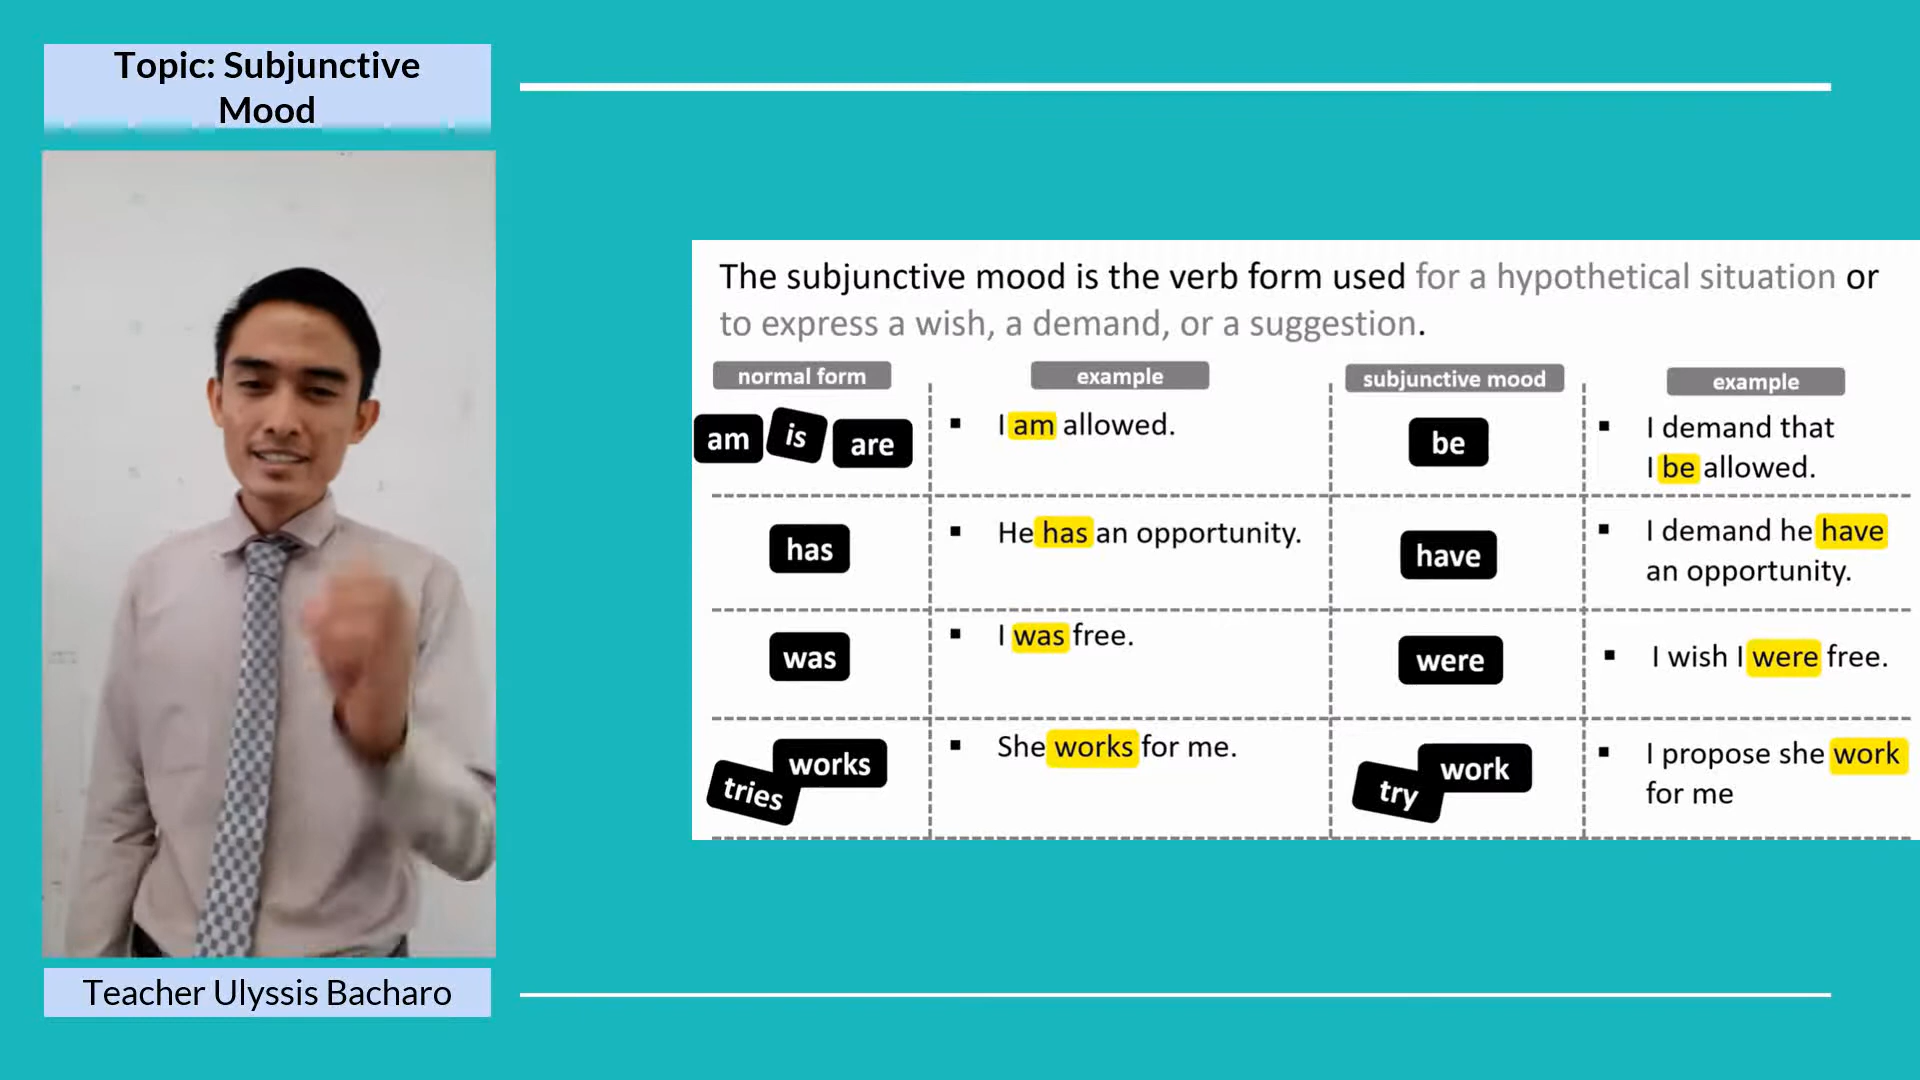 Topic: Subjunctive
Mood
The subjunctive mood is the verb form used for a hypothetical situation or
to express a wish, a demand, or a suggestion.
normal form
example
subjunctive mood
example
am is are
▪ I am allowed.
be
▪ I demand that
I be allowed.
has
▪ He has an opportunity.
have
▪ I demand he have
an opportunity.
was
▪ I was free.
were
▪ I wish I were free.
works
tries
▪ She works for me.
work
try
▪ I propose she work
for me
Teacher Ulyssis Bacharo